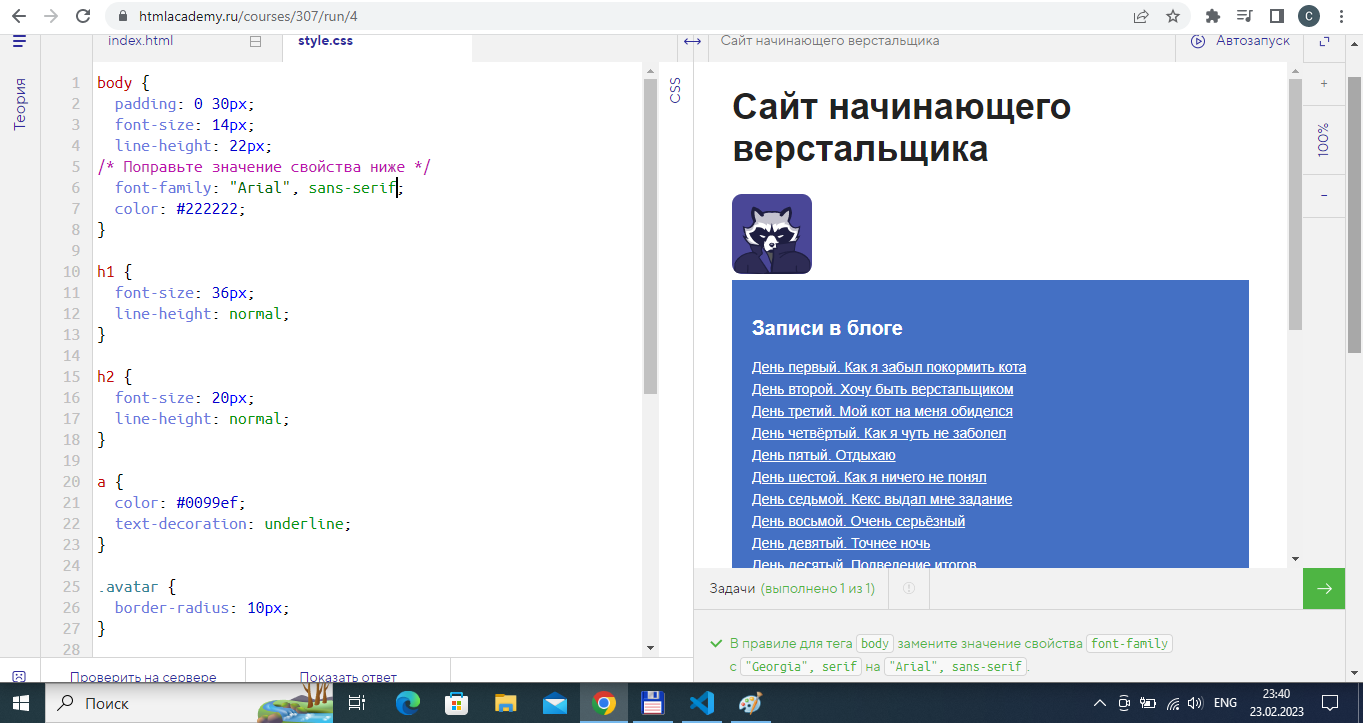 htmlacademy.ru/courses/307/run/4
C
index.html
style.css
Сайт начинающего верстальщика
Автозапуск
Теория
CSS
100%
+
−
1 body {
2 padding: 0 30px;
3 font-size: 14px;
4 line-height: 22px;
5 /* Поправьте значение свойства ниже */
6 font-family: "Arial", sans-serif;
7 color: #222222;
8 }
9
10 h1 {
11 font-size: 36px;
12 line-height: normal;
13 }
14
15 h2 {
16 font-size: 20px;
17 line-height: normal;
18 }
19
20 a {
21 color: #0099ef;
22 text-decoration: underline;
23 }
24
25 .avatar {
26 border-radius: 10px;
27 }
28
Сайт начинающего
верстальщика
Записи в блоге
День первый. Как я забыл покормить кота
День второй. Хочу быть верстальщиком
День третий. Мой кот на меня обиделся
День четвёртый. Как я чуть не заболел
День пятый. Отдыхаю
День шестой. Как я ничего не понял
День седьмой. Кекс выдал мне задание
День восьмой. Очень серьёзный
День девятый. Точнее ночь
День десятый. Подведение итогов
Задачи (выполнено 1 из 1)
В правиле для тега body замените значение свойства font-family
с "Georgia", serif на "Arial", sans-serif.
Проверить на сервере
Показать ответ
Поиск
ENG
23:40
23.02.2023